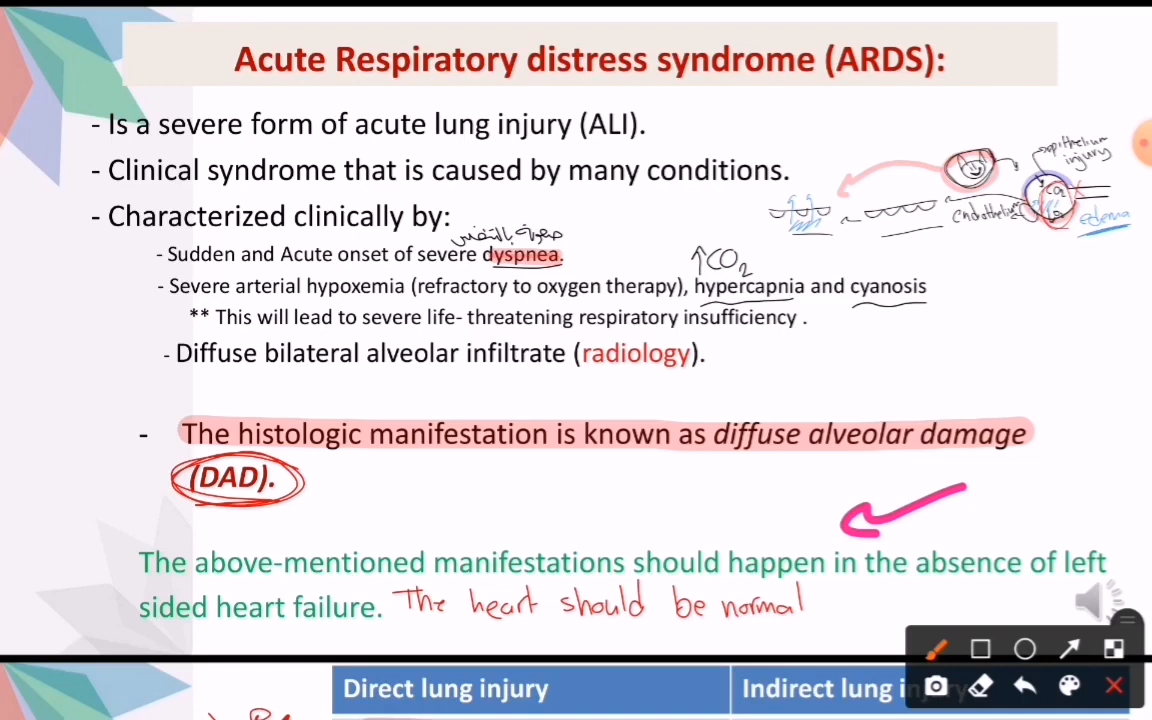 Acute Respiratory distress syndrome (ARDS):
- Is a severe form of acute lung injury (ALI).
- Clinical syndrome that is caused by many conditions.
epithelium
injury
CO2
endothelium
edema
- Characterized clinically by:
صعوبة بالتنفس
- Sudden and Acute onset of severe dyspnea.
↑CO2
- Severe arterial hypoxemia (refractory to oxygen therapy), hypercapnia and cyanosis
** This will lead to severe life- threatening respiratory insufficiency .
- Diffuse bilateral alveolar infiltrate (radiology).
- The histologic manifestation is known as diffuse alveolar damage
(DAD).
The above-mentioned manifestations should happen in the absence of left
sided heart failure. The heart should be normal
Direct lung injury
Indirect lung